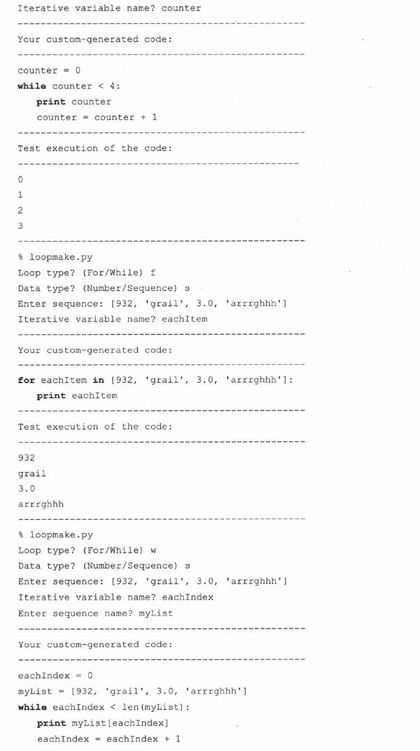 Iterative variable name? counter
--------------------------------------------------
Your custom-generated code:
--------------------------------------------------
counter = 0
while counter < 4:
    print counter
    counter = counter + 1
--------------------------------------------------
Test execution of the code:
-------------------------------------------------
0
1
2
3
--------------------------------------------------
% loopmake.py
Loop type? (For/While) f
Data type? (Number/Sequence) s
Enter sequence: [932, 'grail', 3.0, 'arrrghhh']
Iterative variable name? eachItem
--------------------------------------------------
Your custom-generated code:
--------------------------------------------------
for eachItem in [932, 'grail', 3.0, 'arrrghhh']:
    print eachItem
--------------------------------------------------
Test execution of the code:
--------------------------------------------------
932
grail
3.0
arrrghhh
--------------------------------------------------
% loopmake.py
Loop type? (For/While) w
Data type? (Number/Sequence) s
Enter sequence: [932, 'grail', 3.0, 'arrrghhh']
Iterative variable name? eachIndex
Enter sequence name? myList
--------------------------------------------------
Your custom-generated code:
--------------------------------------------------
eachIndex = 0
myList = [932, 'grail', 3.0, 'arrrghhh']
while eachIndex < len(myList):
    print myList[eachIndex]
    eachIndex = eachIndex + 1